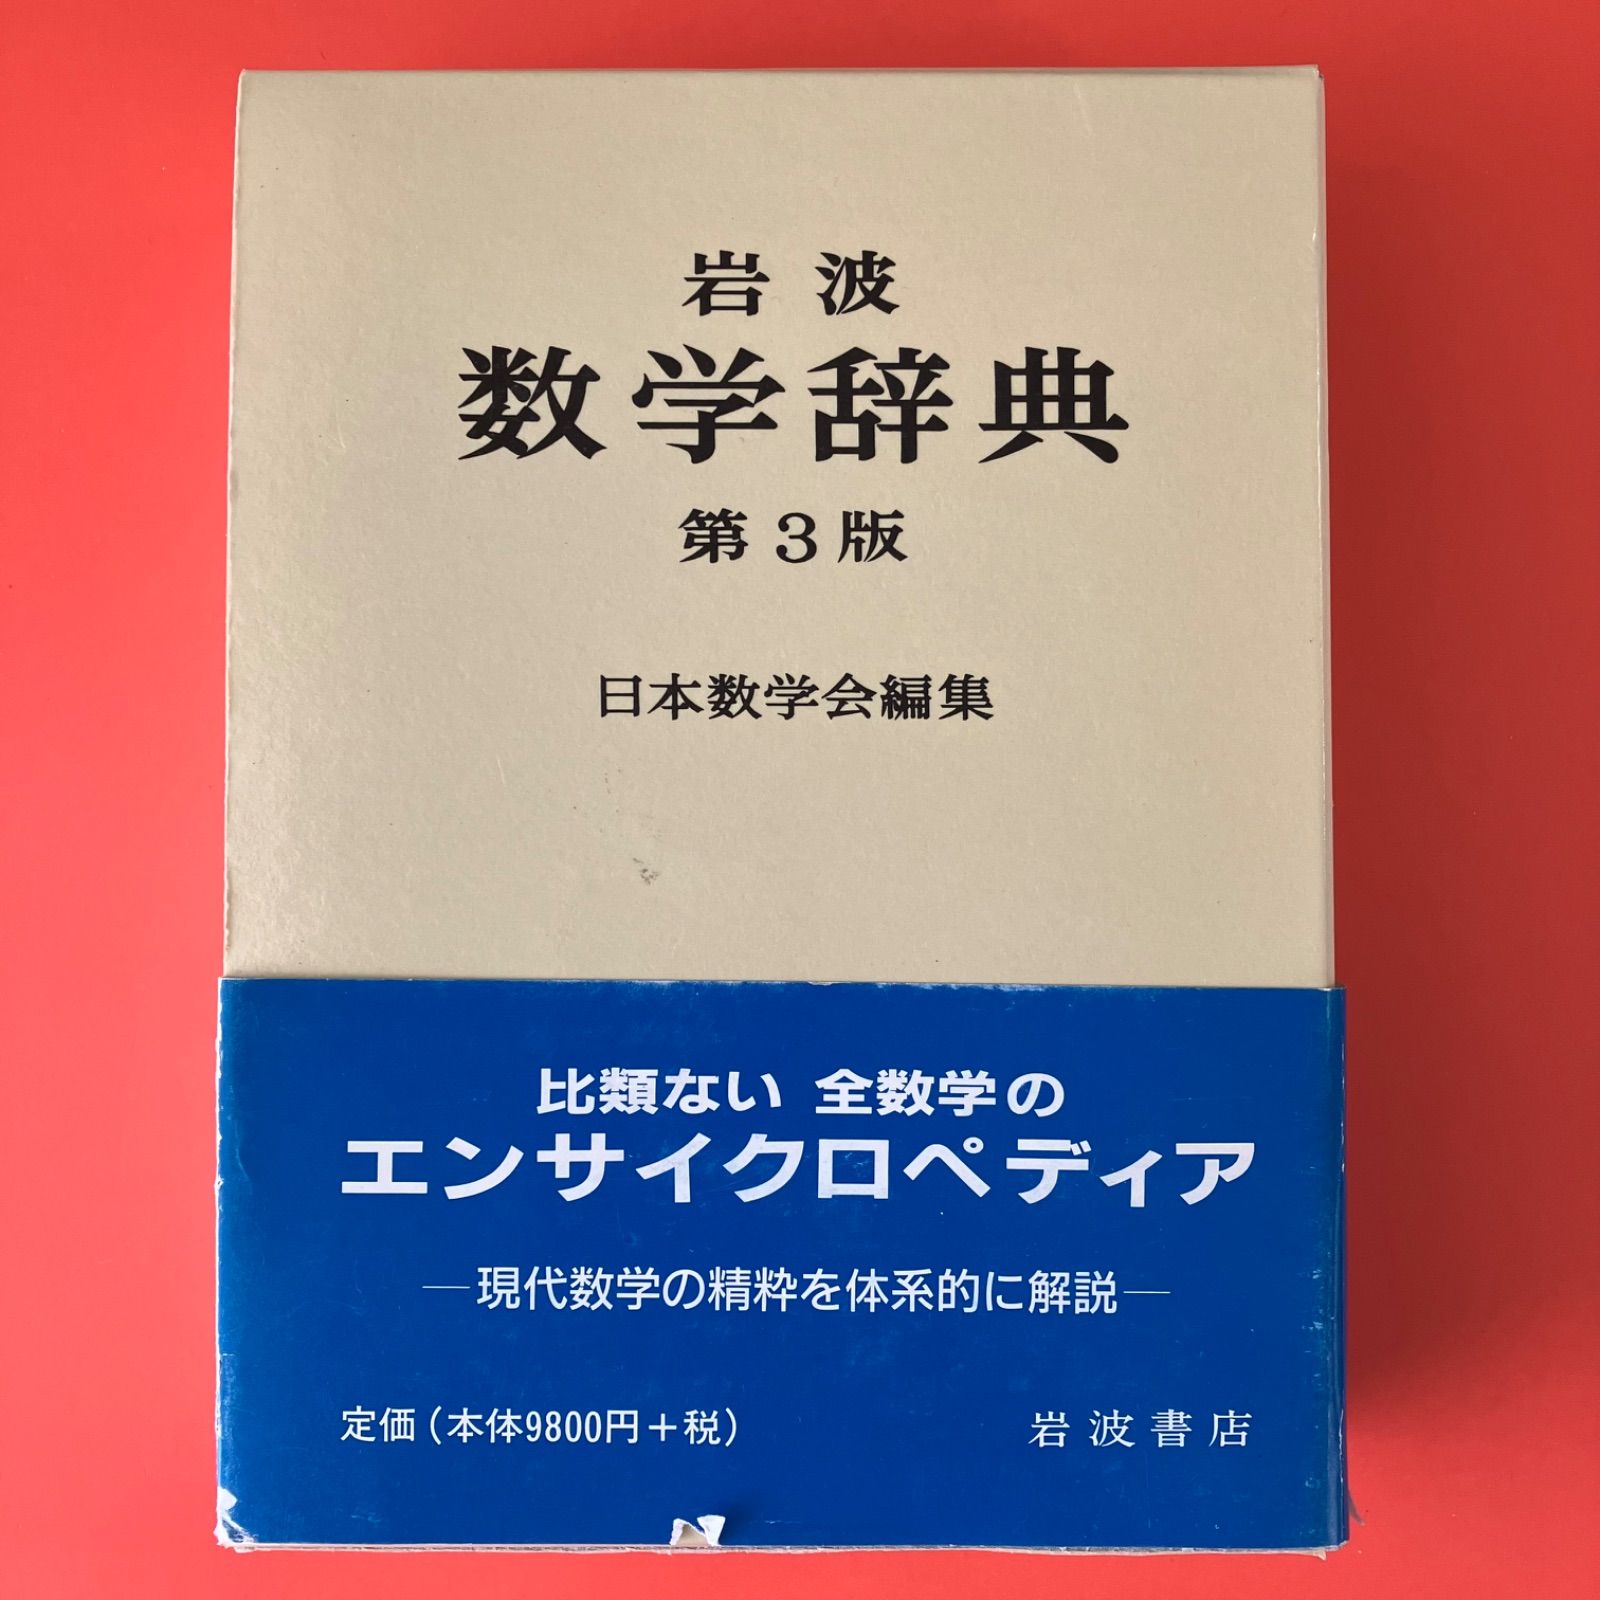 岩波
数学辞典
第3版
日本数学会編集
比類ない 全数学の
エンサイクロペディア
―現代数学の精粋を体系的に解説―
定価(本体9800円+税)
岩波書店